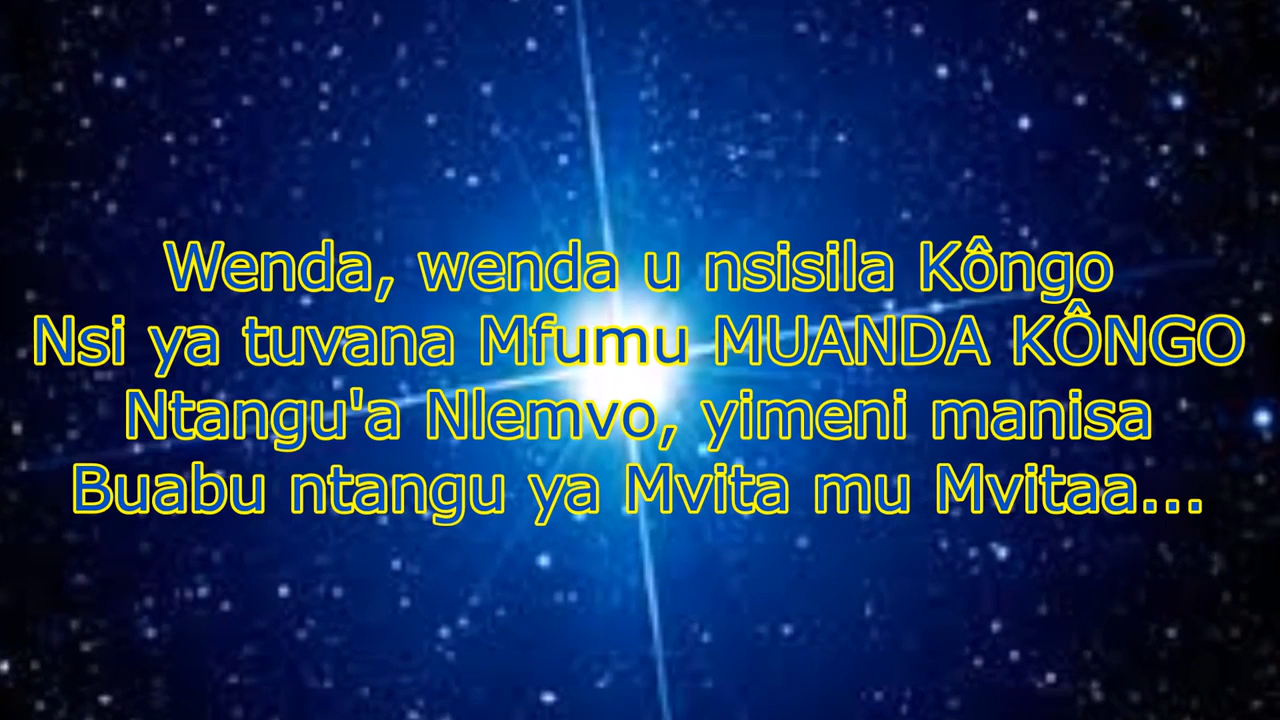 Wenda, wenda u nsisila Kôngo
Nsi ya tuvana Mfumu MUANDA KÔNGO
Ntangu'a Nlemvo, yimeni manisa
Buabu ntangu ya Mvita mu Mvitaa...